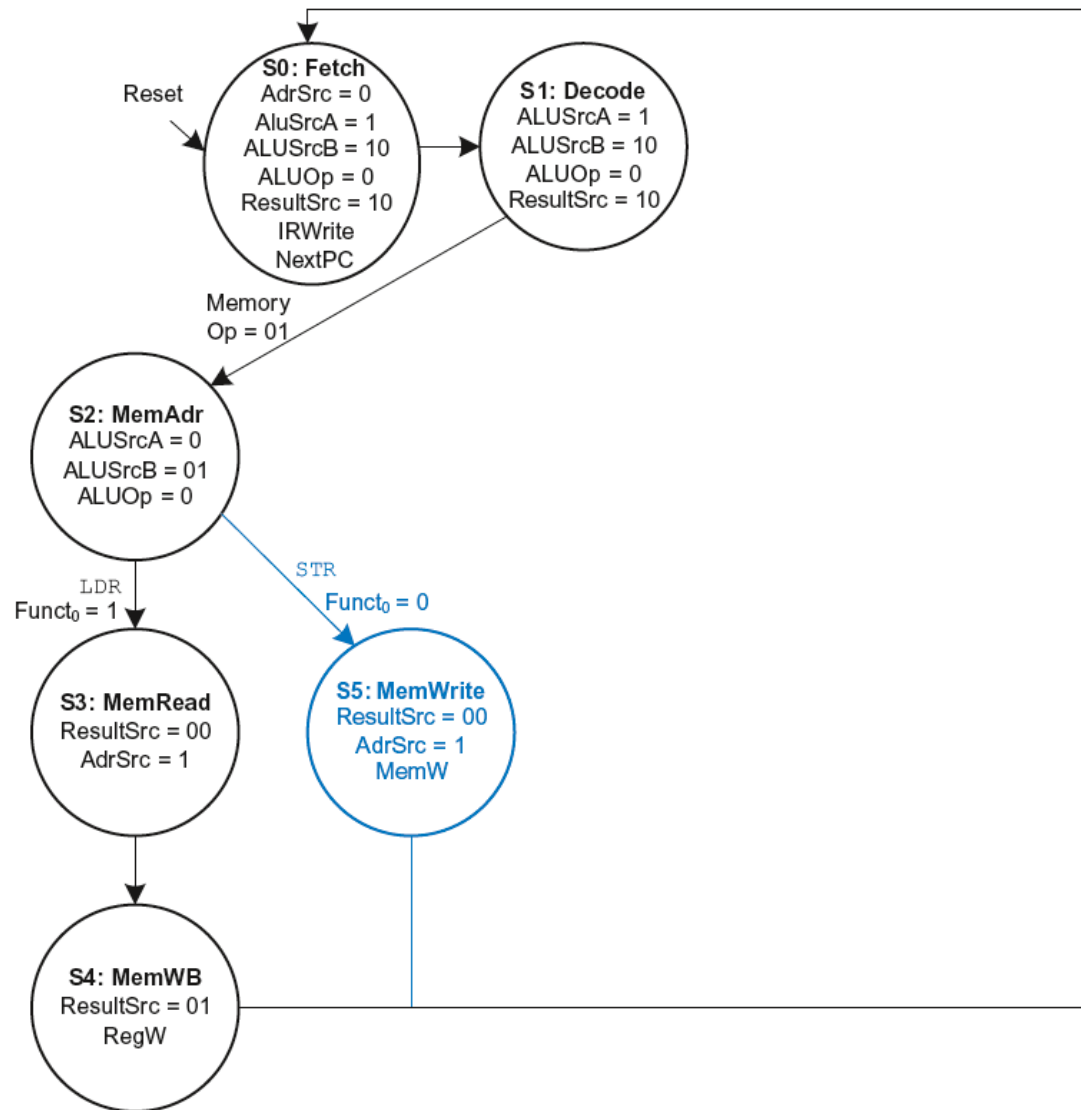 Reset
S0: Fetch
AdrSrc = 0
AluSrcA = 1
ALUSrcB = 10
ALUOp = 0
ResultSrc = 10
IRWrite
NextPC
S1: Decode
ALUSrcA = 1
ALUSrcB = 10
ALUOp = 0
ResultSrc = 10
Memory
Op = 01
S2: MemAdr
ALUSrcA = 0
ALUSrcB = 01
ALUOp = 0
LDR
Funct₀ = 1
STR
Funct₀ = 0
S3: MemRead
ResultSrc = 00
AdrSrc = 1
S5: MemWrite
ResultSrc = 00
AdrSrc = 1
MemW
S4: MemWB
ResultSrc = 01
RegW